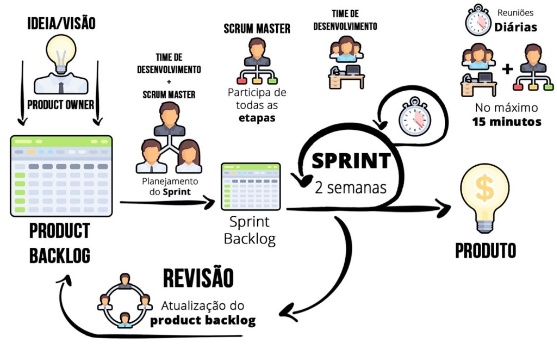 IDEIA/VISÃO
PRODUCT OWNER
PRODUCT
BACKLOG
TIME DE
DESENVOLVIMENTO
+
SCRUM MASTER
Planejamento
do Sprint
SCRUM MASTER
Participa de
todas as
etapas
Sprint
Backlog
TIME DE
DESENVOLVIMENTO
SPRINT
2 semanas
Reuniões
Diárias
+
No máximo
15 minutos
$
PRODUTO
REVISÃO
Atualização do
product backlog